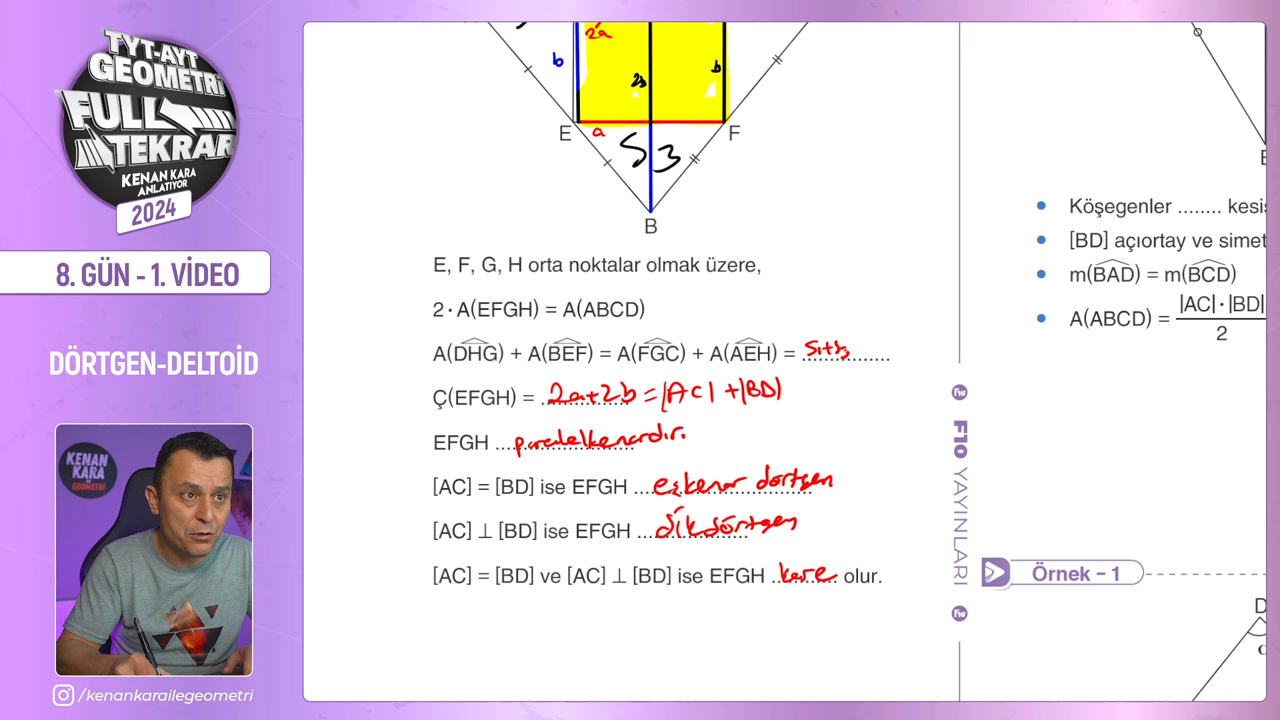 TYT-AYT
GEOMETRİ
FULL
TEKRAR
KENAN KARA
ANLATIYOR
2024
8. GÜN - 1. VİDEO
DÖRTGEN-DELTOİD
KENAN
KARA
GEOMETRİ
/kenankarailegeometri
2a
b
2b
b
E
a
F
S3
B
E, F, G, H orta noktalar olmak üzere,
2 · A(EFGH) = A(ABCD)
A(DHG) + A(BEF) = A(FGC) + A(AEH) = ...............
Ç(EFGH) = 2a+2b = |AC| + |BD|
EFGH paralelkenardır.
[AC] = [BD] ise EFGH ... eşkenar dörtgen
[AC] ⊥ [BD] ise EFGH ... dikdörtgen
[AC] = [BD] ve [AC] ⊥ [BD] ise EFGH kare olur.
F10 YAYINLARI
E
• Köşegenler ........ kesiş
• [BD] açıortay ve simet
• m(BAD) = m(BCD)
• A(ABCD) = |AC| · |BD| / 2
Örnek – 1
D